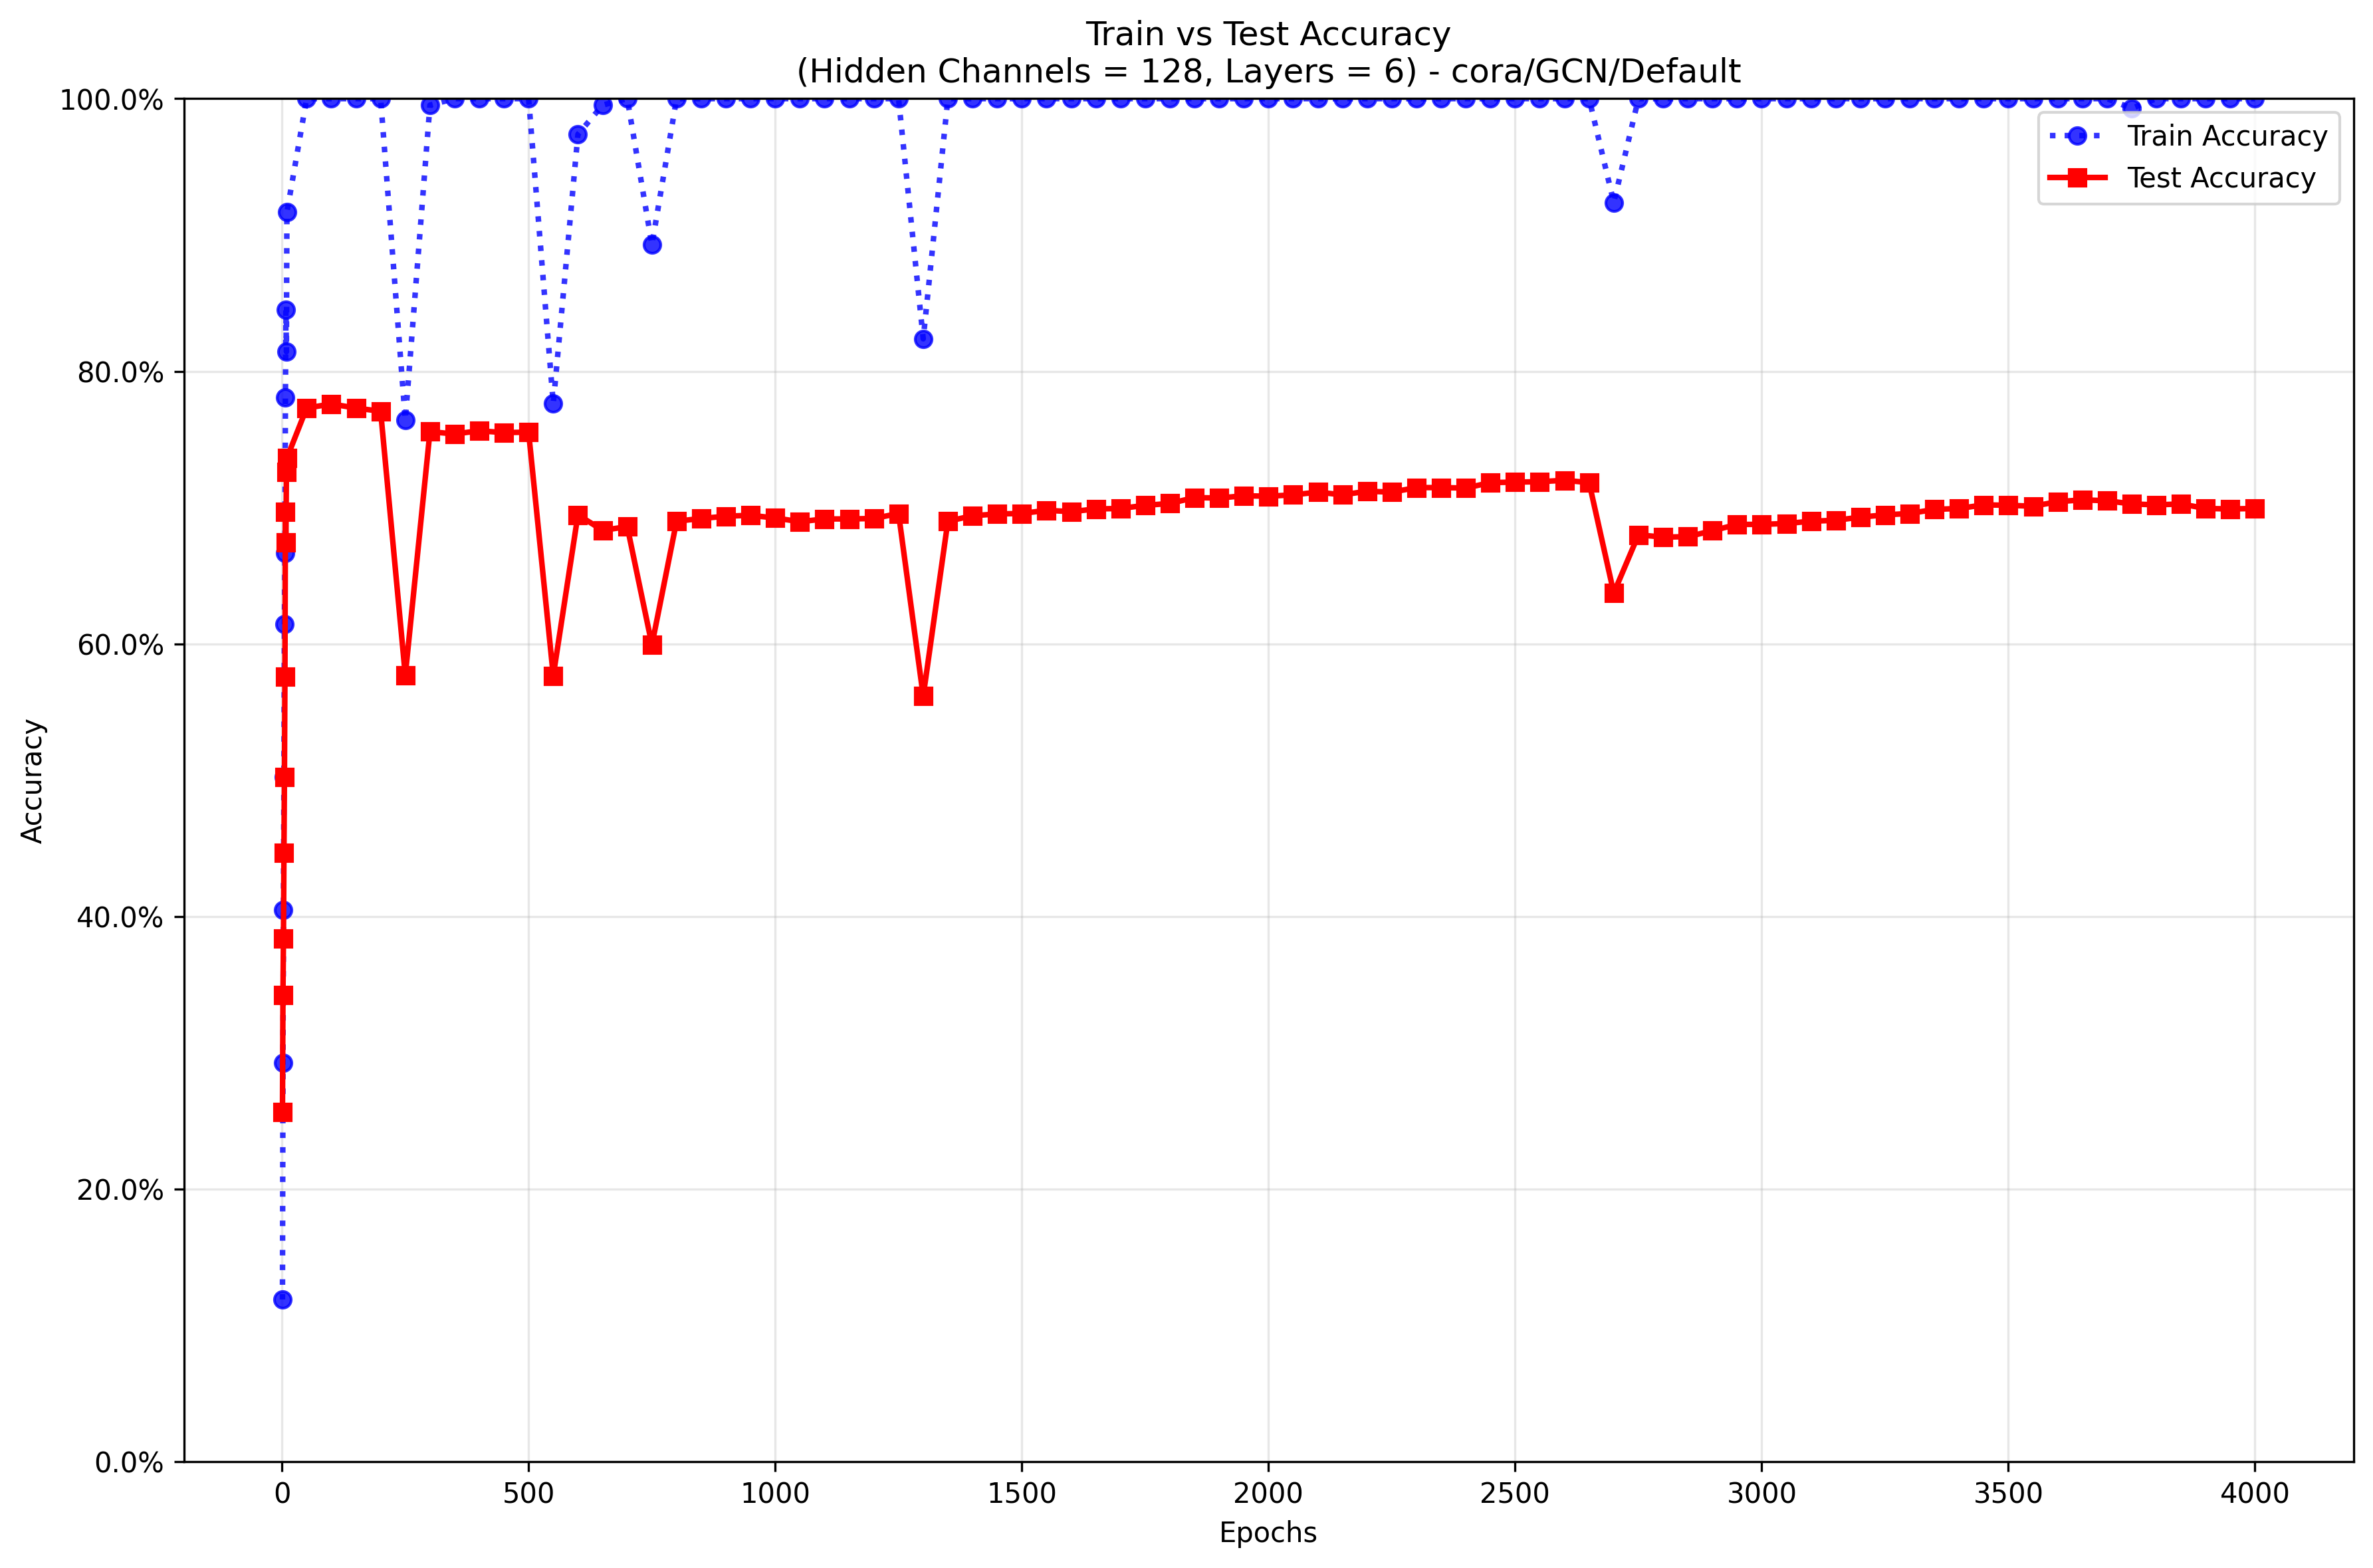 Train vs Test Accuracy
(Hidden Channels = 128, Layers = 6) - cora/GCN/Default
100.0%
80.0%
60.0%
40.0%
20.0%
0.0%
Accuracy
Train Accuracy
Test Accuracy
0 500 1000 1500 2000 2500 3000 3500 4000
Epochs